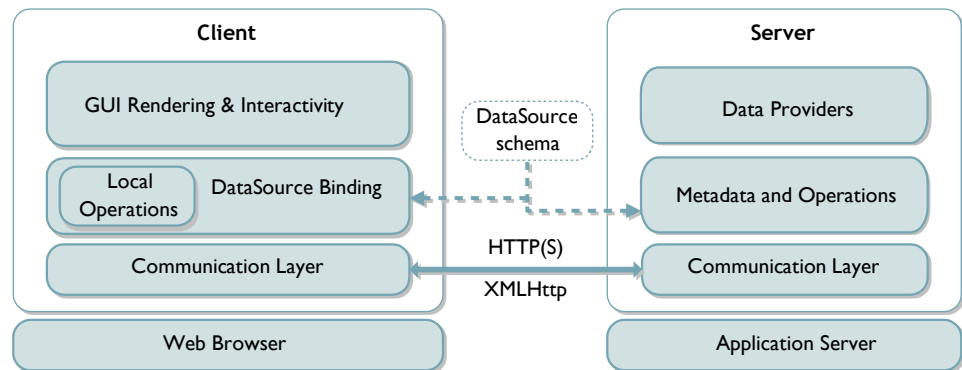 Client
GUI Rendering & Interactivity
Local
Operations
DataSource Binding
Communication Layer
Web Browser
DataSource
schema
HTTP(S)
XMLHttp
Server
Data Providers
Metadata and Operations
Communication Layer
Application Server